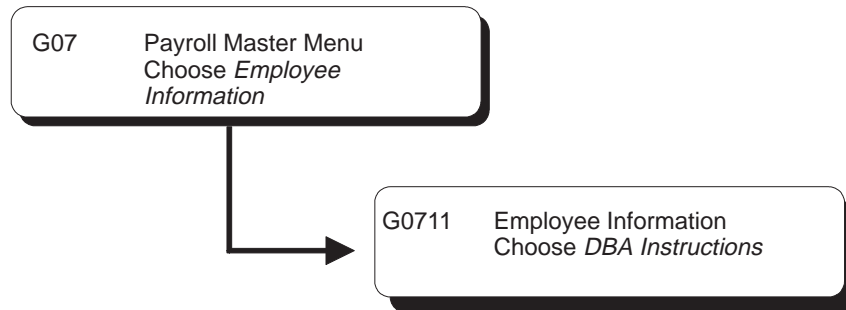 G07 Payroll Master Menu
Choose Employee
Information
G0711 Employee Information
Choose DBA Instructions